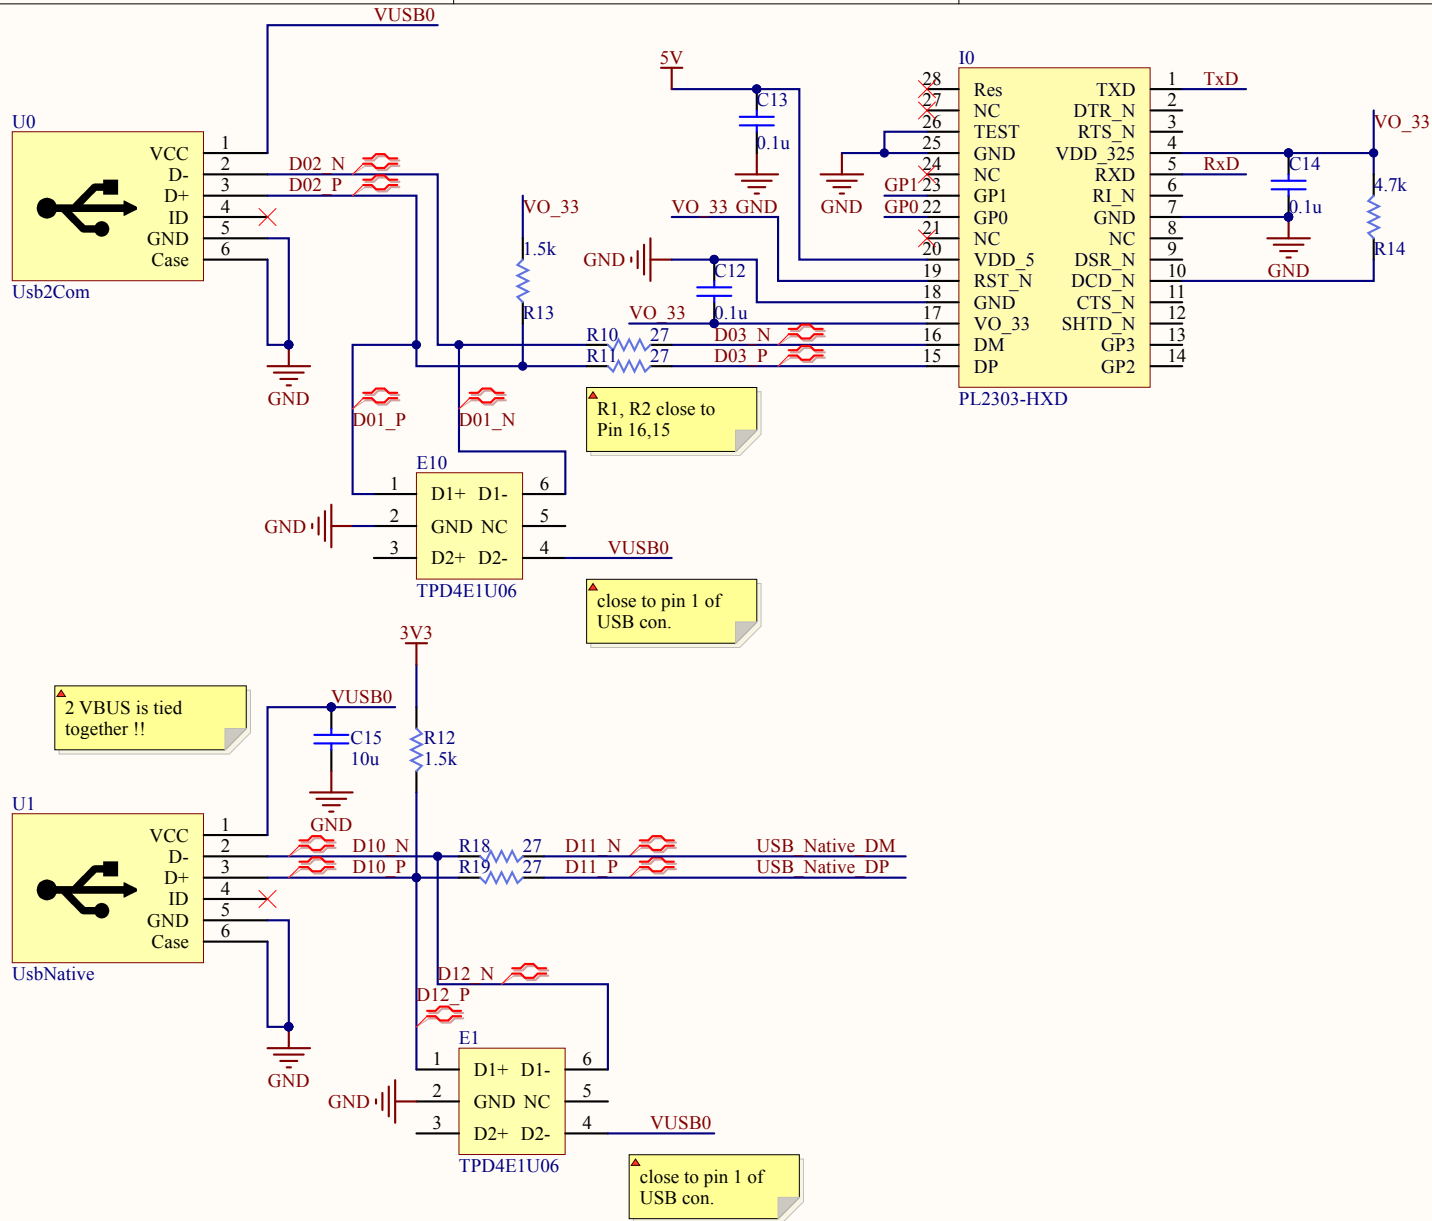 VUSB0
U0
VCC 1
D- 2
D+ 3
ID 4
GND 5
Case 6
Usb2Com
D02_N
D02_P
GND
VO_33
1.5k
R13
5V
C13
0.1u
GND
GND
VO_33
GND
C12
0.1u
VO_33
R10 27 D03_N
R11 27 D03_P
GP1
GP0
I0
28 Res TXD 1 TxD
27 NC DTR_N 2
26 TEST RTS_N 3
25 GND VDD_325 4
24 NC RXD 5 RxD
23 GP1 RI_N 6
22 GP0 GND 7
21 NC NC 8
20 VDD_5 DSR_N 9
19 RST_N DCD_N 10
18 GND CTS_N 11
17 VO_33 SHTD_N 12
16 DM GP3 13
15 DP GP2 14
PL2303-HXD
VO_33
C14
0.1u
4.7k
R14
GND
R1, R2 close to
Pin 16,15
D01_P
D01_N
E10
1 D1+ D1- 6
GND 2 GND NC 5
3 D2+ D2- 4 VUSB0
TPD4E1U06
close to pin 1 of
USB con.
3V3
2 VBUS is tied
together !!
VUSB0
C15
10u
GND
R12
1.5k
U1
VCC 1
D- 2
D+ 3
ID 4
GND 5
Case 6
UsbNative
D10_N R18 27 D11_N USB_Native_DM
D10_P R19 27 D11_P USB_Native_DP
GND
D12_N
D12_P
E1
1 D1+ D1- 6
GND 2 GND NC 5
3 D2+ D2- 4 VUSB0
TPD4E1U06
close to pin 1 of
USB con.